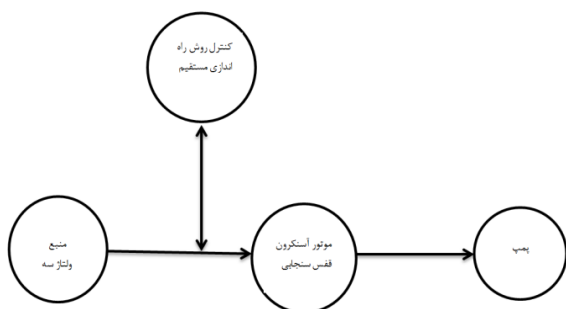 کنترل روش راه
اندازی مستقیم
منبع
ولتاژ سه
موتور آسنکرون
قفس سنجابی
پمپ